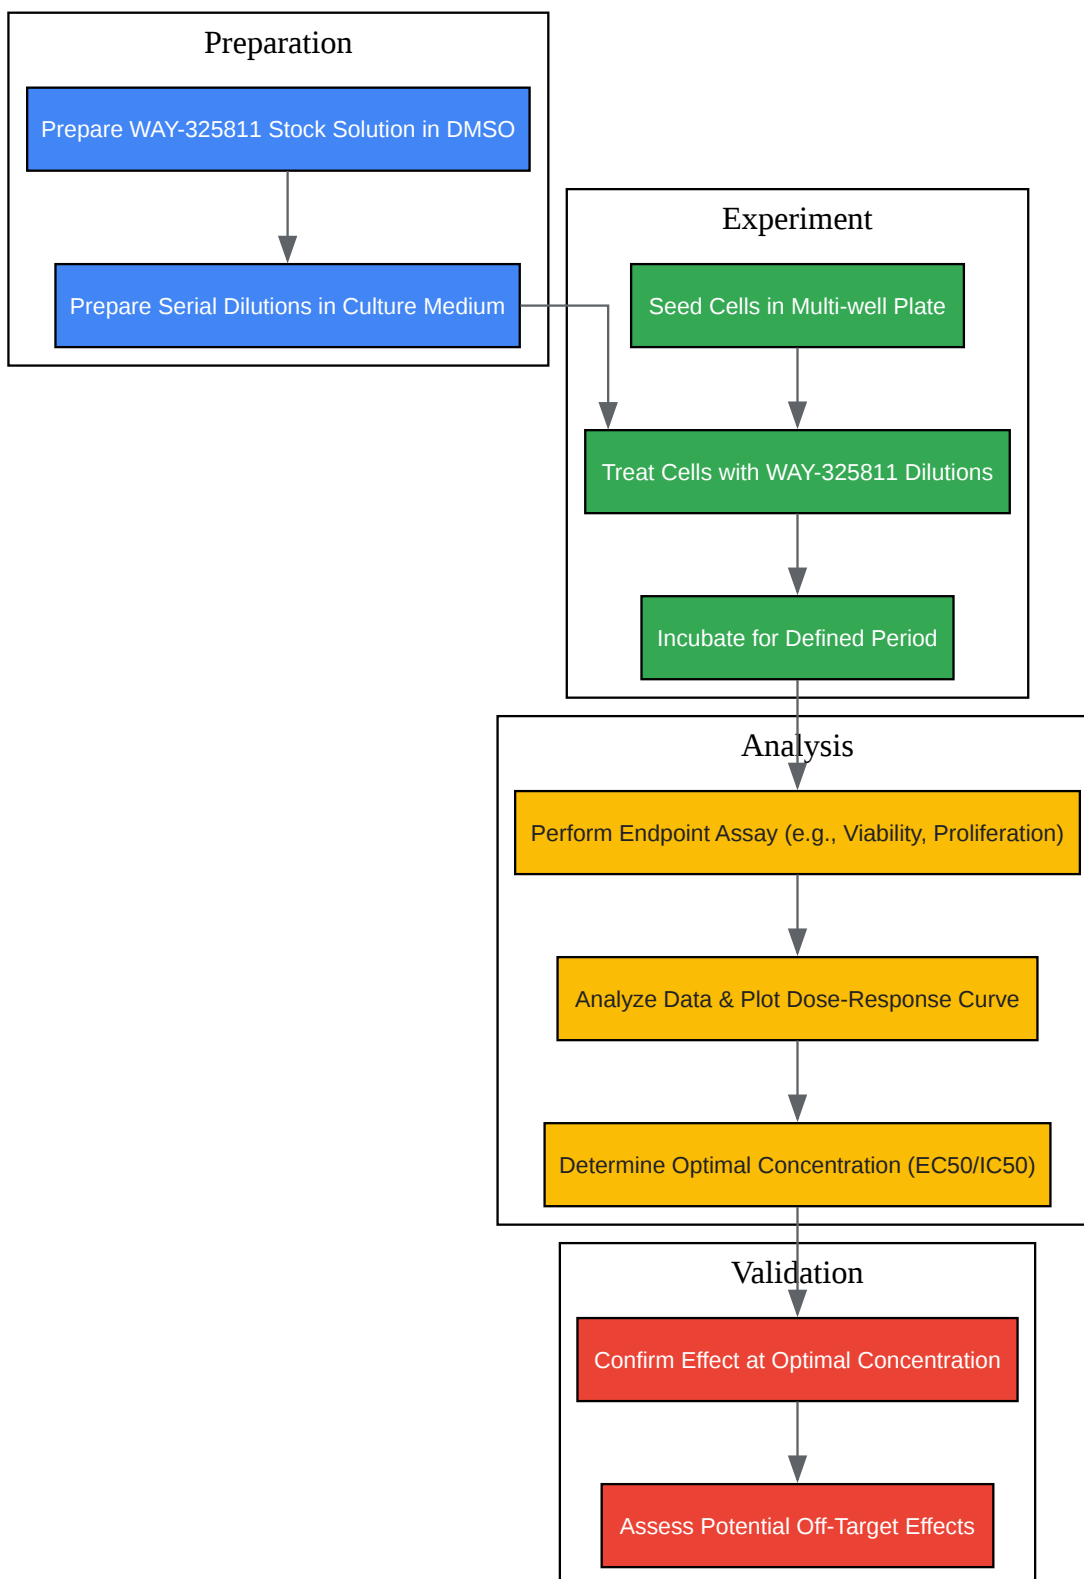 Preparation
Prepare WAY-325811 Stock Solution in DMSO
Prepare Serial Dilutions in Culture Medium
Experiment
Seed Cells in Multi-well Plate
Treat Cells with WAY-325811 Dilutions
Incubate for Defined Period
Analysis
Perform Endpoint Assay (e.g., Viability, Proliferation)
Analyze Data & Plot Dose-Response Curve
Determine Optimal Concentration (EC50/IC50)
Validation
Confirm Effect at Optimal Concentration
Assess Potential Off-Target Effects